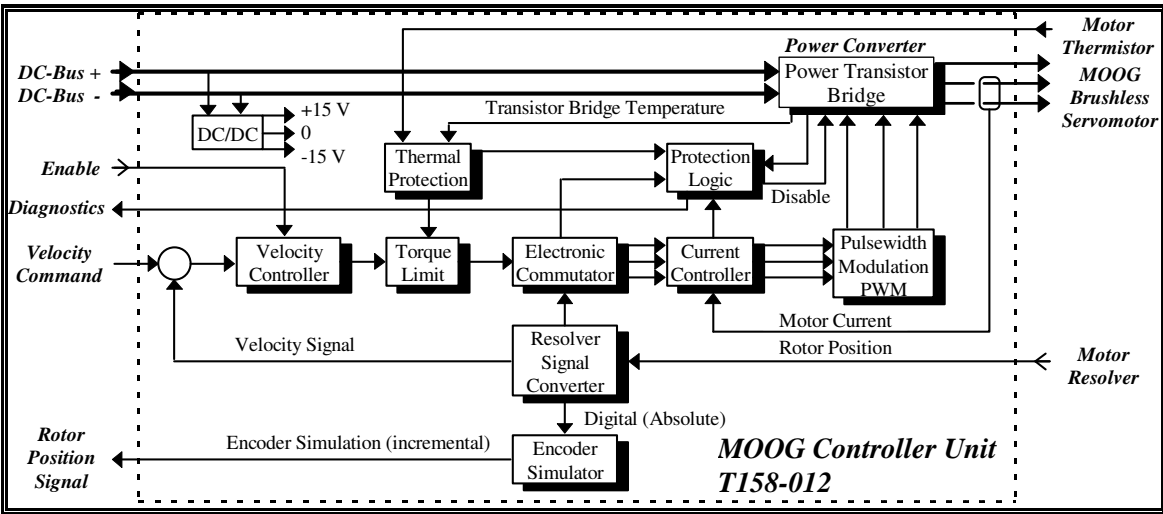 Motor
Thermistor
Power Converter
DC-Bus +
DC-Bus -
Power Transistor
Bridge
MOOG
Brushless
Servomotor
+15 V
0
-15 V
DC/DC
Transistor Bridge Temperature
Enable
Thermal
Protection
Protection
Logic
Disable
Diagnostics
Velocity
Command
Velocity
Controller
Torque
Limit
Electronic
Commutator
Current
Controller
Pulsewidth
Modulation
PWM
Motor Current
Velocity Signal
Resolver
Signal
Converter
Rotor Position
Motor
Resolver
Digital (Absolute)
Rotor
Position
Signal
Encoder Simulation (incremental)
Encoder
Simulator
MOOG Controller Unit
T158-012